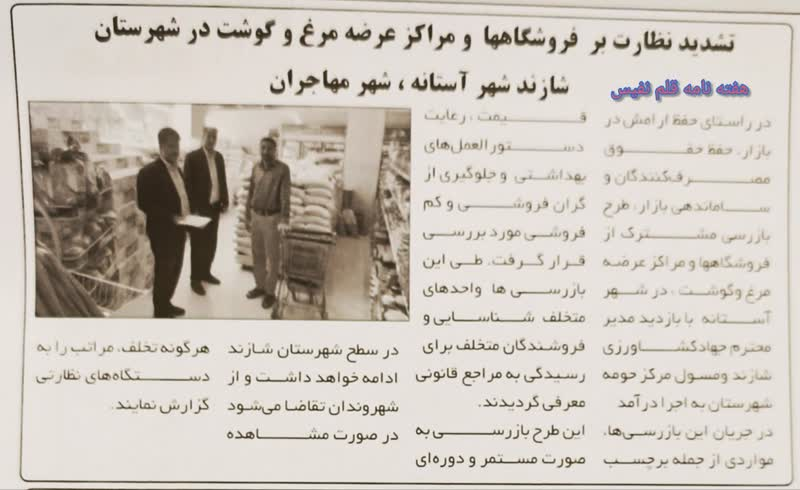 تشدید نظارت بر فروشگاهها و مراکز عرضه مرغ و گوشت در شهرستان
شازند شهر آستانه ، شهر مهاجران
هفته نامه قلم نفیس
در راستای حفظ ارامش در
بازار، حفظ حقوق
مصرف‌کنندگان و
ساماندهی بازار، طرح
بازرسی مشترک از
فروشگاهها و مراکز عرضه
مرغ وگوشت ، در شهر
آستانه با بازدید مدیر
محترم جهادکشاورزی
شازند ومسول مرکز حومه
شهرستان به اجرا درآمد
در جریان این بازرسی‌ها،
مواردی از جمله برچسب
قیمت ، رعایت
دستورالعمل‌های
بهداشتی و جلوگیری از
گران فروشی و کم
فروشی مورد بررسی
قرار گرفت. طی این
بازرسی ها واحدهای
متخلف شناسایی و
فروشندگان متخلف برای
رسیدگی به مراجع قانونی
معرفی گردیدند.
این طرح بازرسی به
صورت مستمر و دوره‌ای
در سطح شهرستان شازند
ادامه خواهد داشت و از
شهروندان تقاضا می‌شود
در صورت مشاهده
هرگونه تخلف، مراتب را به
دستگاه‌های نظارتی
گزارش نمایند.